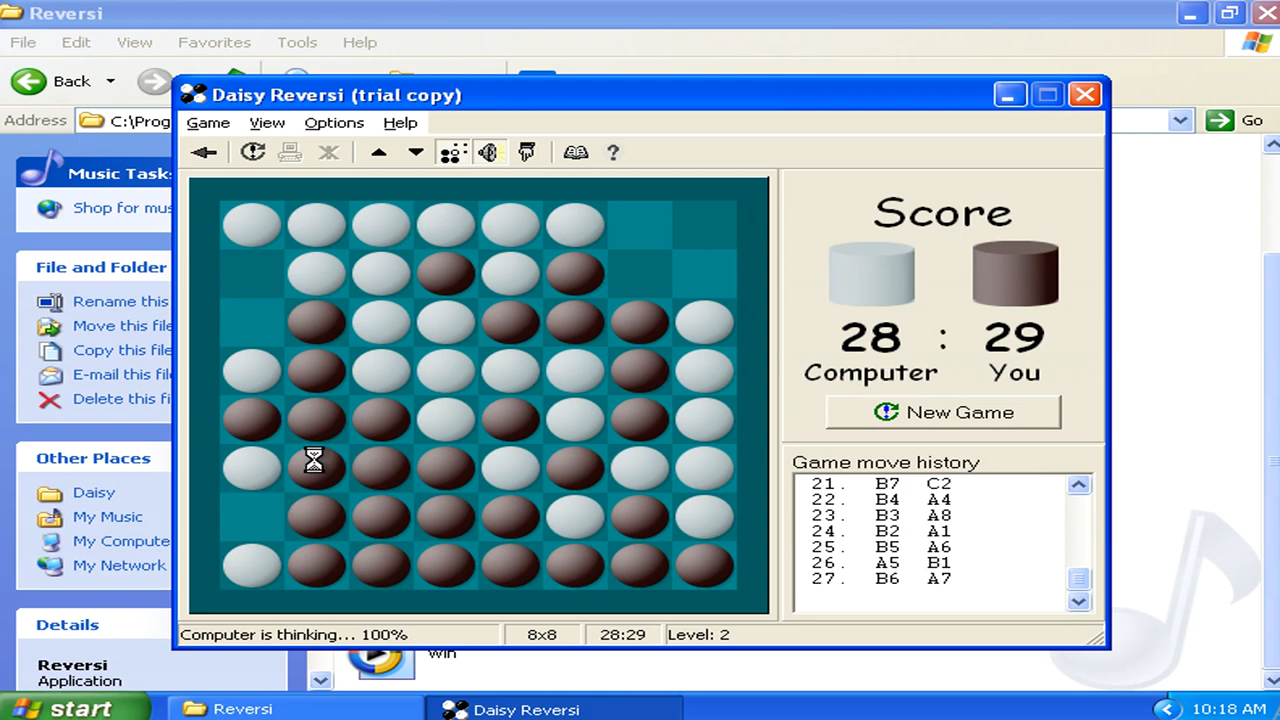 Reversi
File Edit View Favorites Tools Help
Back
Address C:\Prog Go
Daisy Reversi (trial copy)
Game View Options Help
Music Task
Shop for mus
File and Folder
Rename this
Move this file
Copy this file
E-mail this fil
Delete this fi
Other Places
Daisy
My Music
My Compute
My Network
Details
Reversi
Application
Score
28 : 29
Computer You
New Game
Game move history
21. B7 C2
22. B4 A4
23. B3 A8
24. B2 A1
25. B5 A6
26. A5 B1
27. B6 A7
Computer is thinking... 100% 8x8 28:29 Level: 2
win
start Reversi Daisy Reversi 10:18 AM